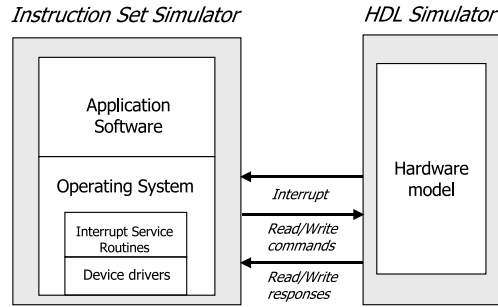 Instruction Set Simulator
HDL Simulator
Application
Software
Operating System
Interrupt Service
Routines
Device drivers
Interrupt
Read/Write
commands
Read/Write
responses
Hardware
model